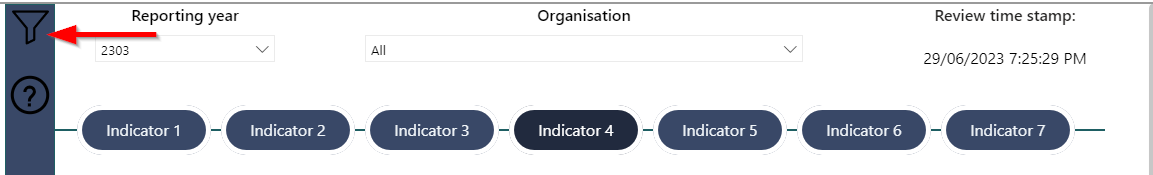 Reporting year
Organisation
Review time stamp:
2303
All
29/06/2023 7:25:29 PM
?
Indicator 1
Indicator 2
Indicator 3
Indicator 4
Indicator 5
Indicator 6
Indicator 7